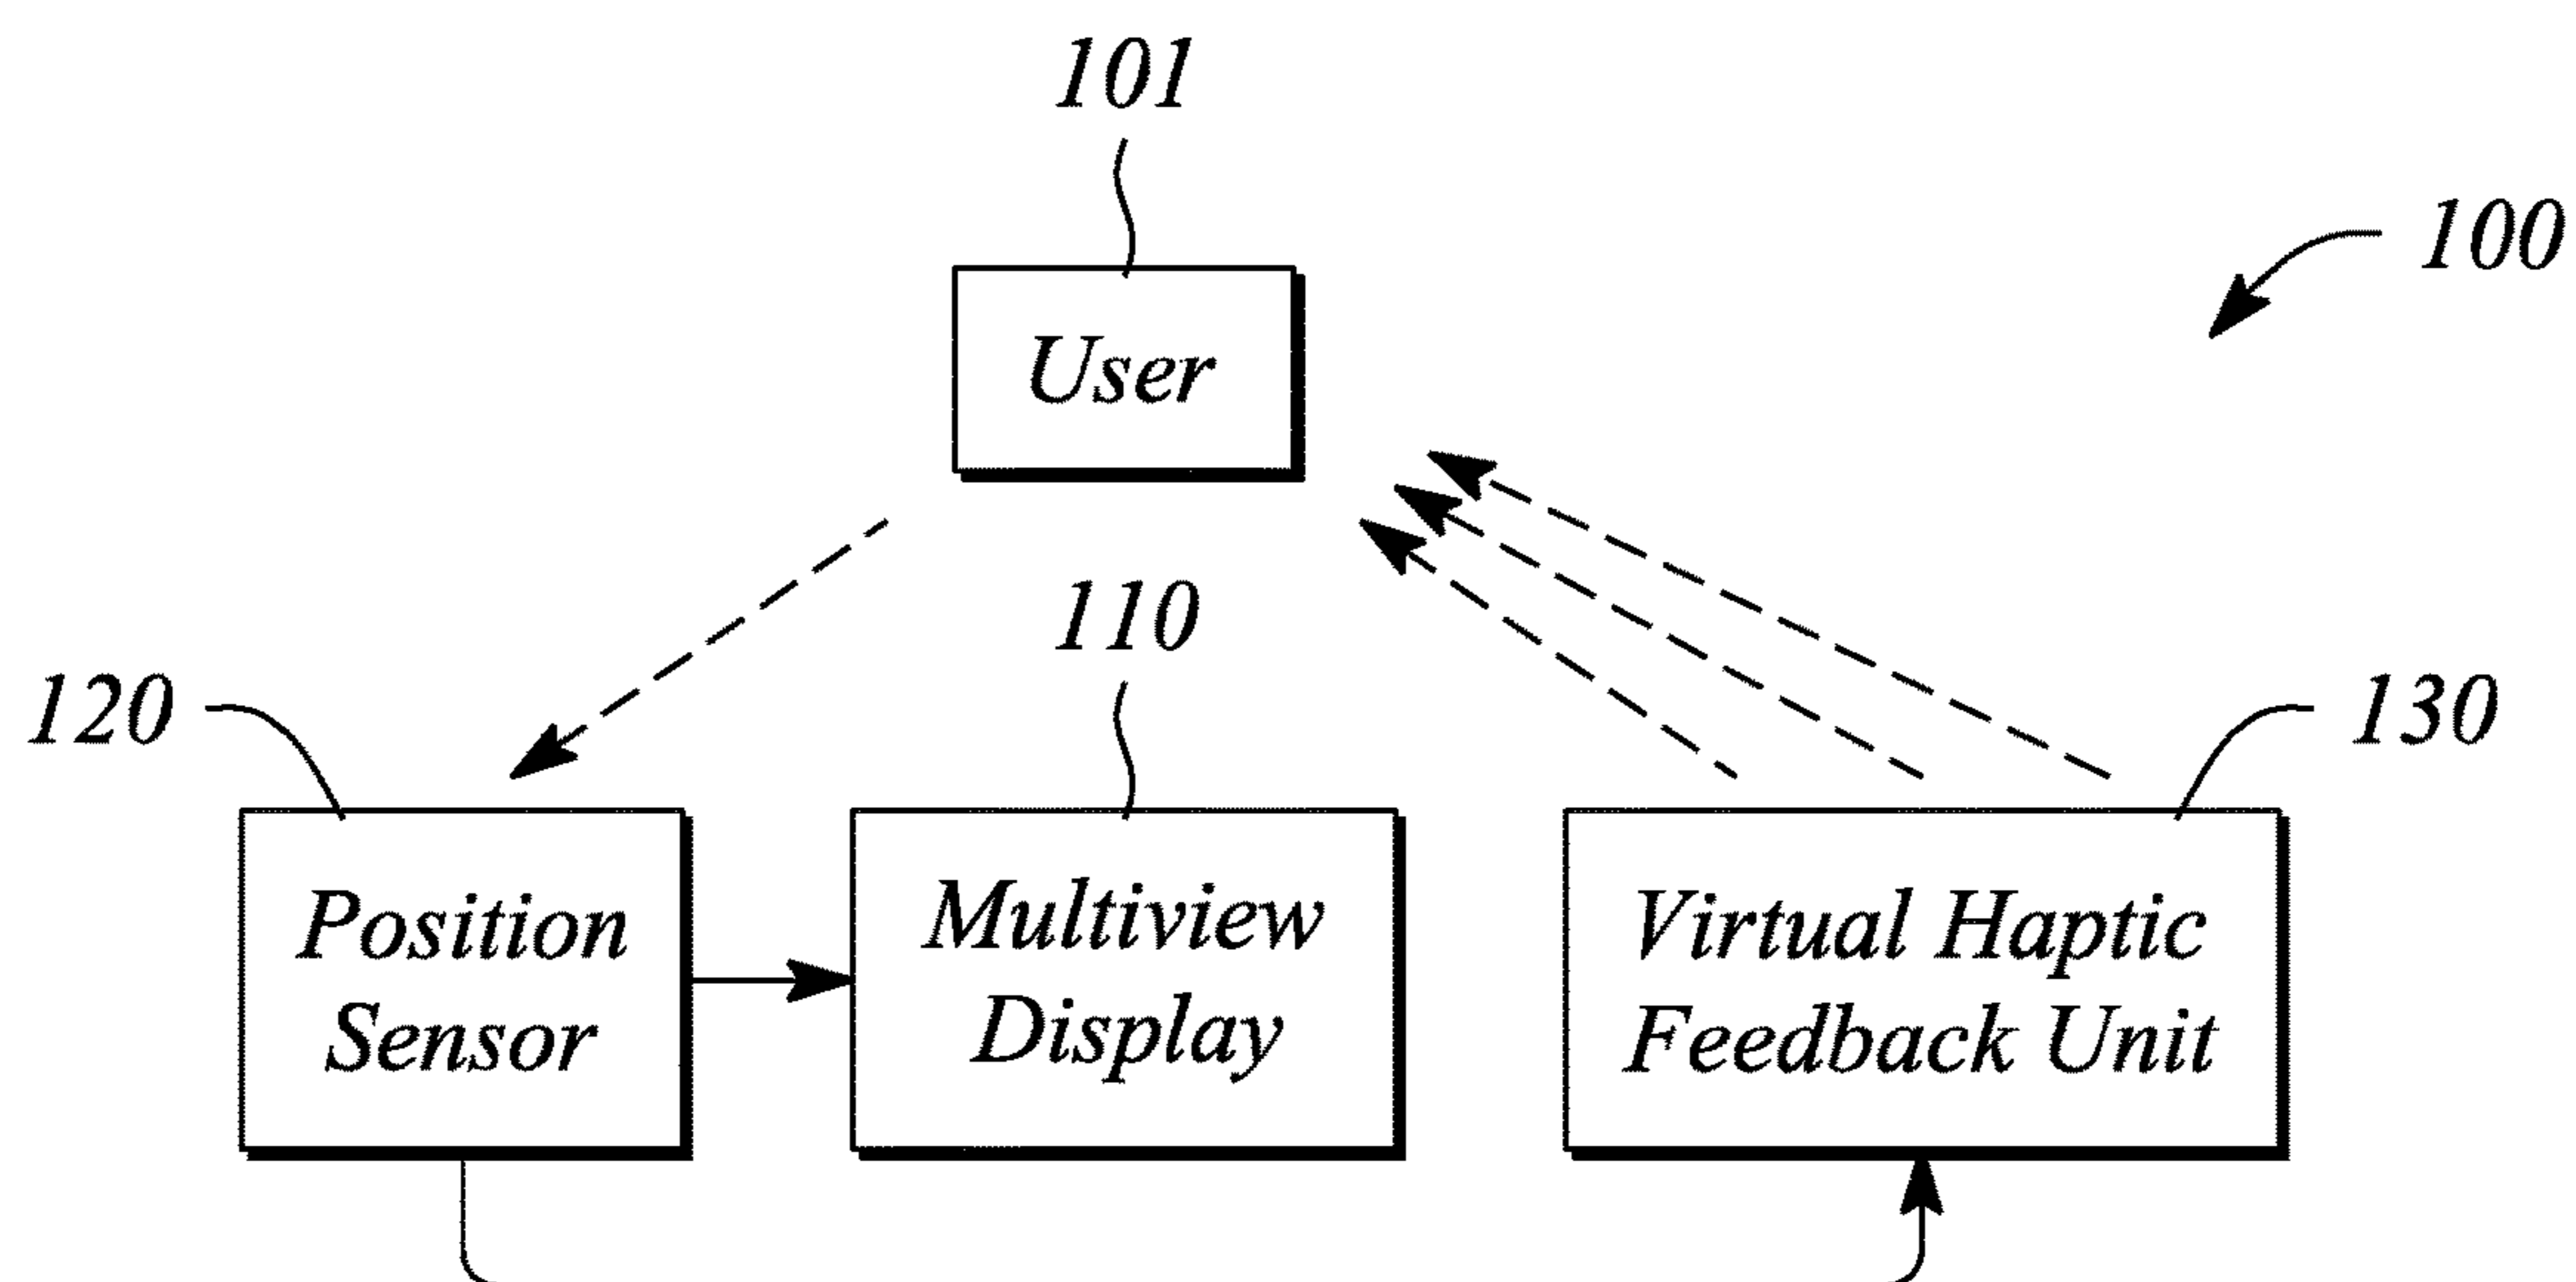 101
100
User
110
120
130
Position
Sensor
Multiview
Display
Virtual Haptic
Feedback Unit